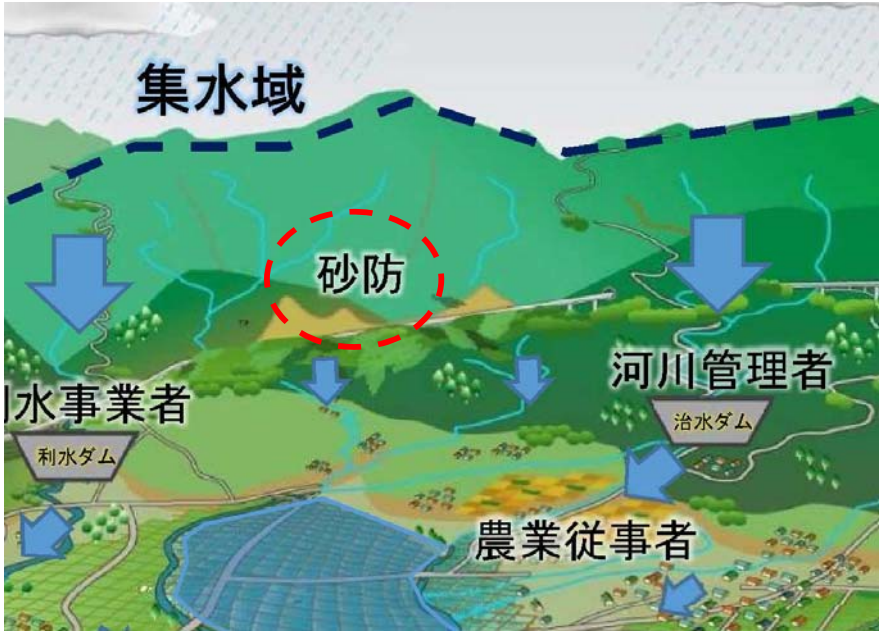 集水域
砂防
河川管理者
治水ダム
水事業者
利水ダム
農業従事者